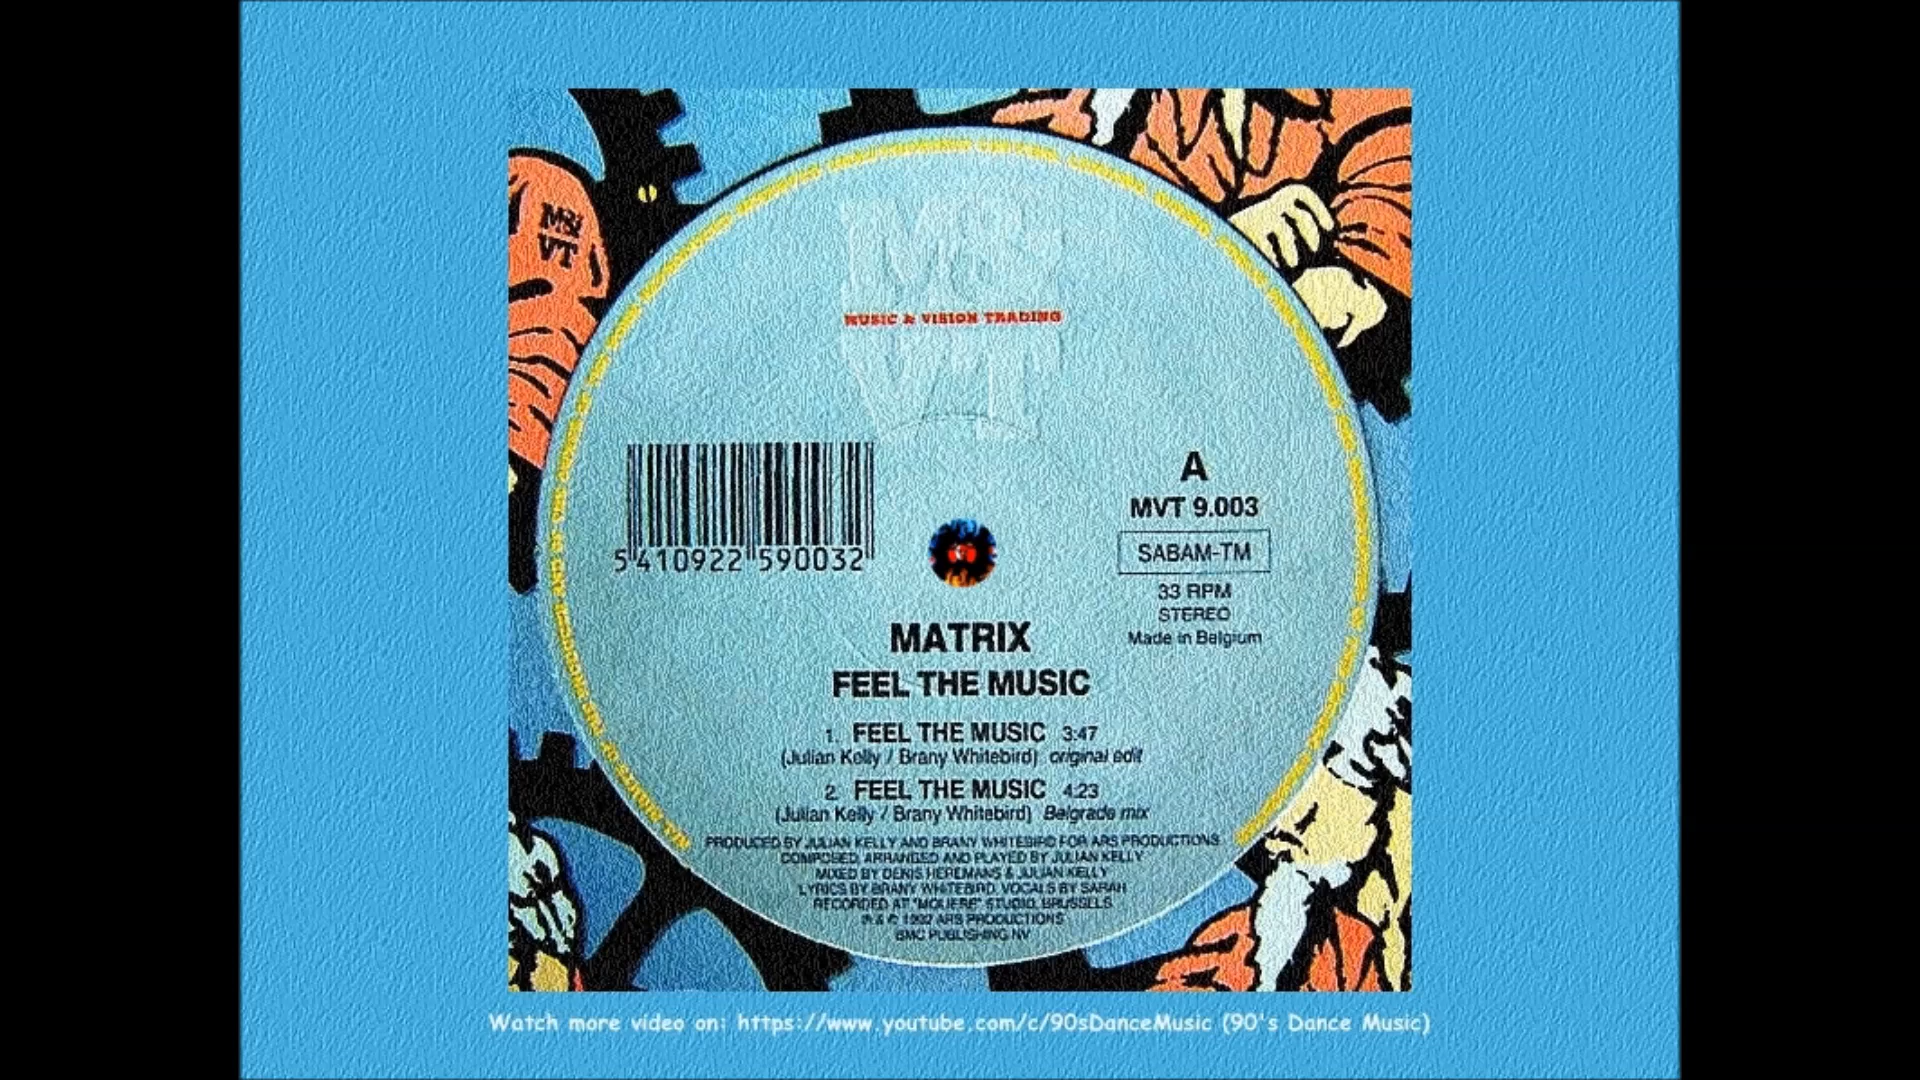 M&
VT
M&
MUSIC & VISION TRADING
VT
A
MVT 9.003
SABAM-TM
33 RPM
STEREO
Made in Belgium
5 410922 590032
MATRIX
FEEL THE MUSIC
1. FEEL THE MUSIC 3:47
(Julian Kelly / Brany Whitebird) original edit
2. FEEL THE MUSIC 4:23
(Julian Kelly / Brany Whitebird) Belgrade mix
PRODUCED BY JULIAN KELLY AND BRANY WHITEBIRD FOR ARS PRODUCTIONS
COMPOSED, ARRANGED AND PLAYED BY JULIAN KELLY
MIXED BY DENIS HEREMANS & JULIAN KELLY
LYRICS BY BRANY WHITEBIRD, VOCALS BY SARAH
RECORDED AT "MOLIERE" STUDIO, BRUSSELS
℗ & © 1992 ARS PRODUCTIONS
BMC PUBLISHING NV
Watch more video on: https://www.youtube.com/c/90sDanceMusic (90's Dance Music)